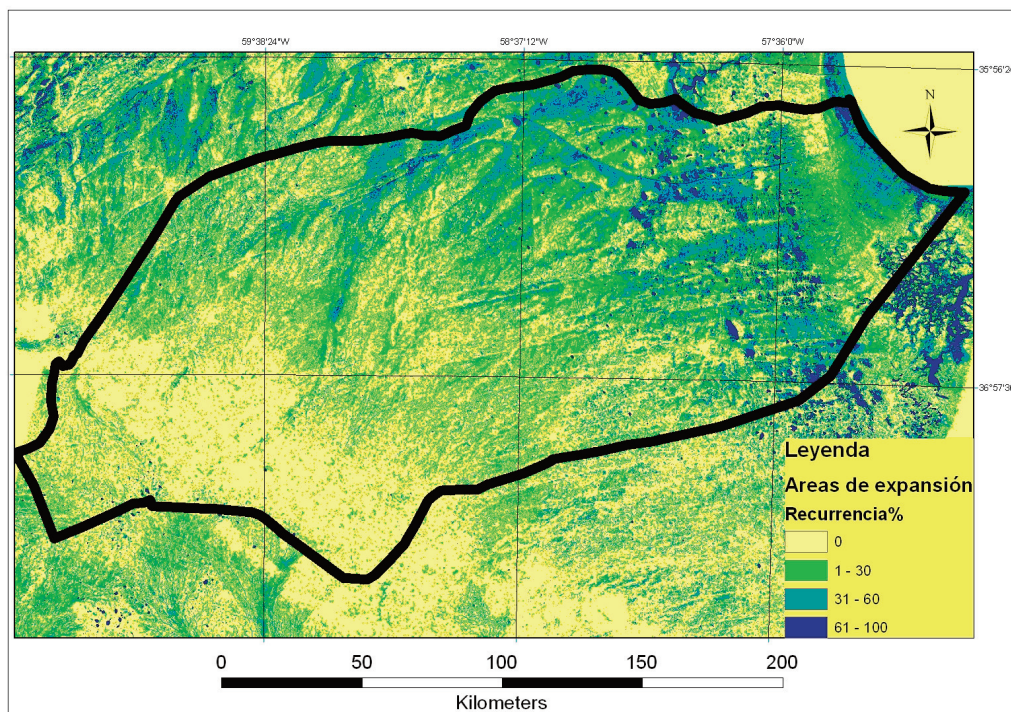 59°38'24"W
58°37'12"W
57°36'0"W
35°56'2
N
36°57'3
Leyenda
Areas de expansión
Recurrencia%
0
1 - 30
31 - 60
61 - 100
0 50 100 150 200
Kilometers